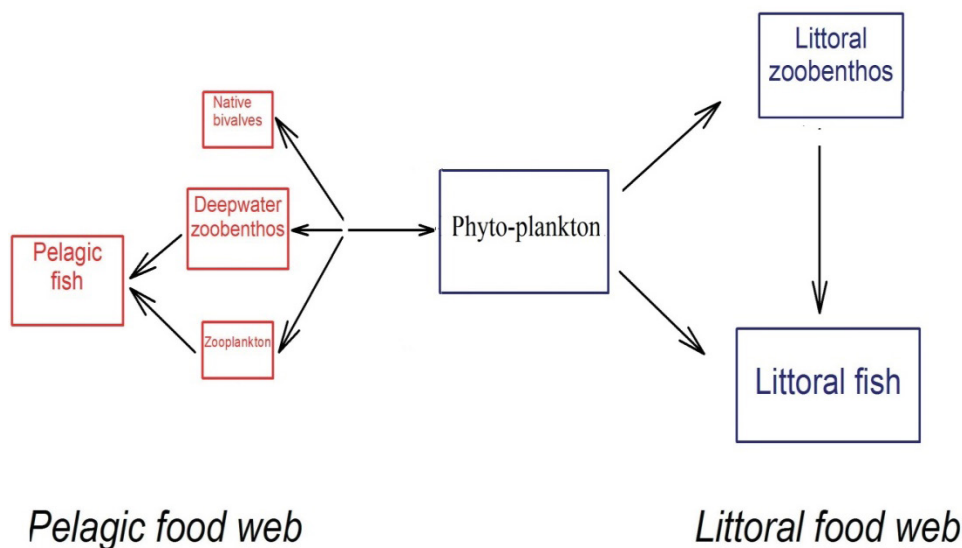 Littoral
zoobenthos
Native
bivalves
Deepwater
zoobenthos
Phyto-plankton
Pelagic
fish
Zooplankton
Littoral fish
Pelagic food web
Littoral food web